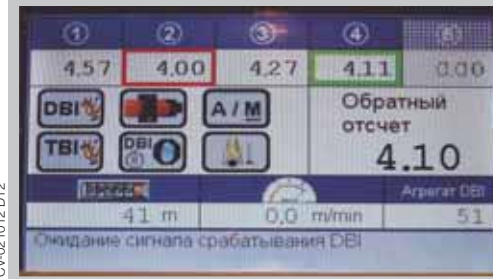 1 2 3 4 5
4,57 4,00 4,27 4,11 0,00
DBI A/M
Обратный
отсчет
TBI DBI
4.10
Агрегат DBI
41 m 0,0 m/min 51
Ожидание сигнала срабатывания DBI